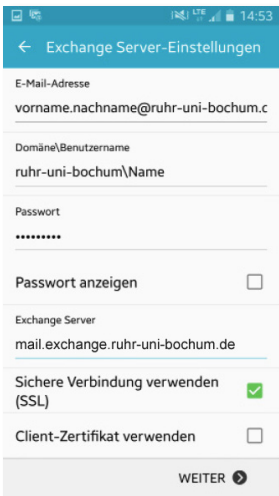 LTE 14:53
Exchange Server-Einstellungen
E-Mail-Adresse
vorname.nachname@ruhr-uni-bochum.c
Domäne\Benutzername
ruhr-uni-bochum\Name
Passwort
•••••••••
Passwort anzeigen
Exchange Server
mail.exchange.ruhr-uni-bochum.de
Sichere Verbindung verwenden
(SSL)
Client-Zertifikat verwenden
WEITER